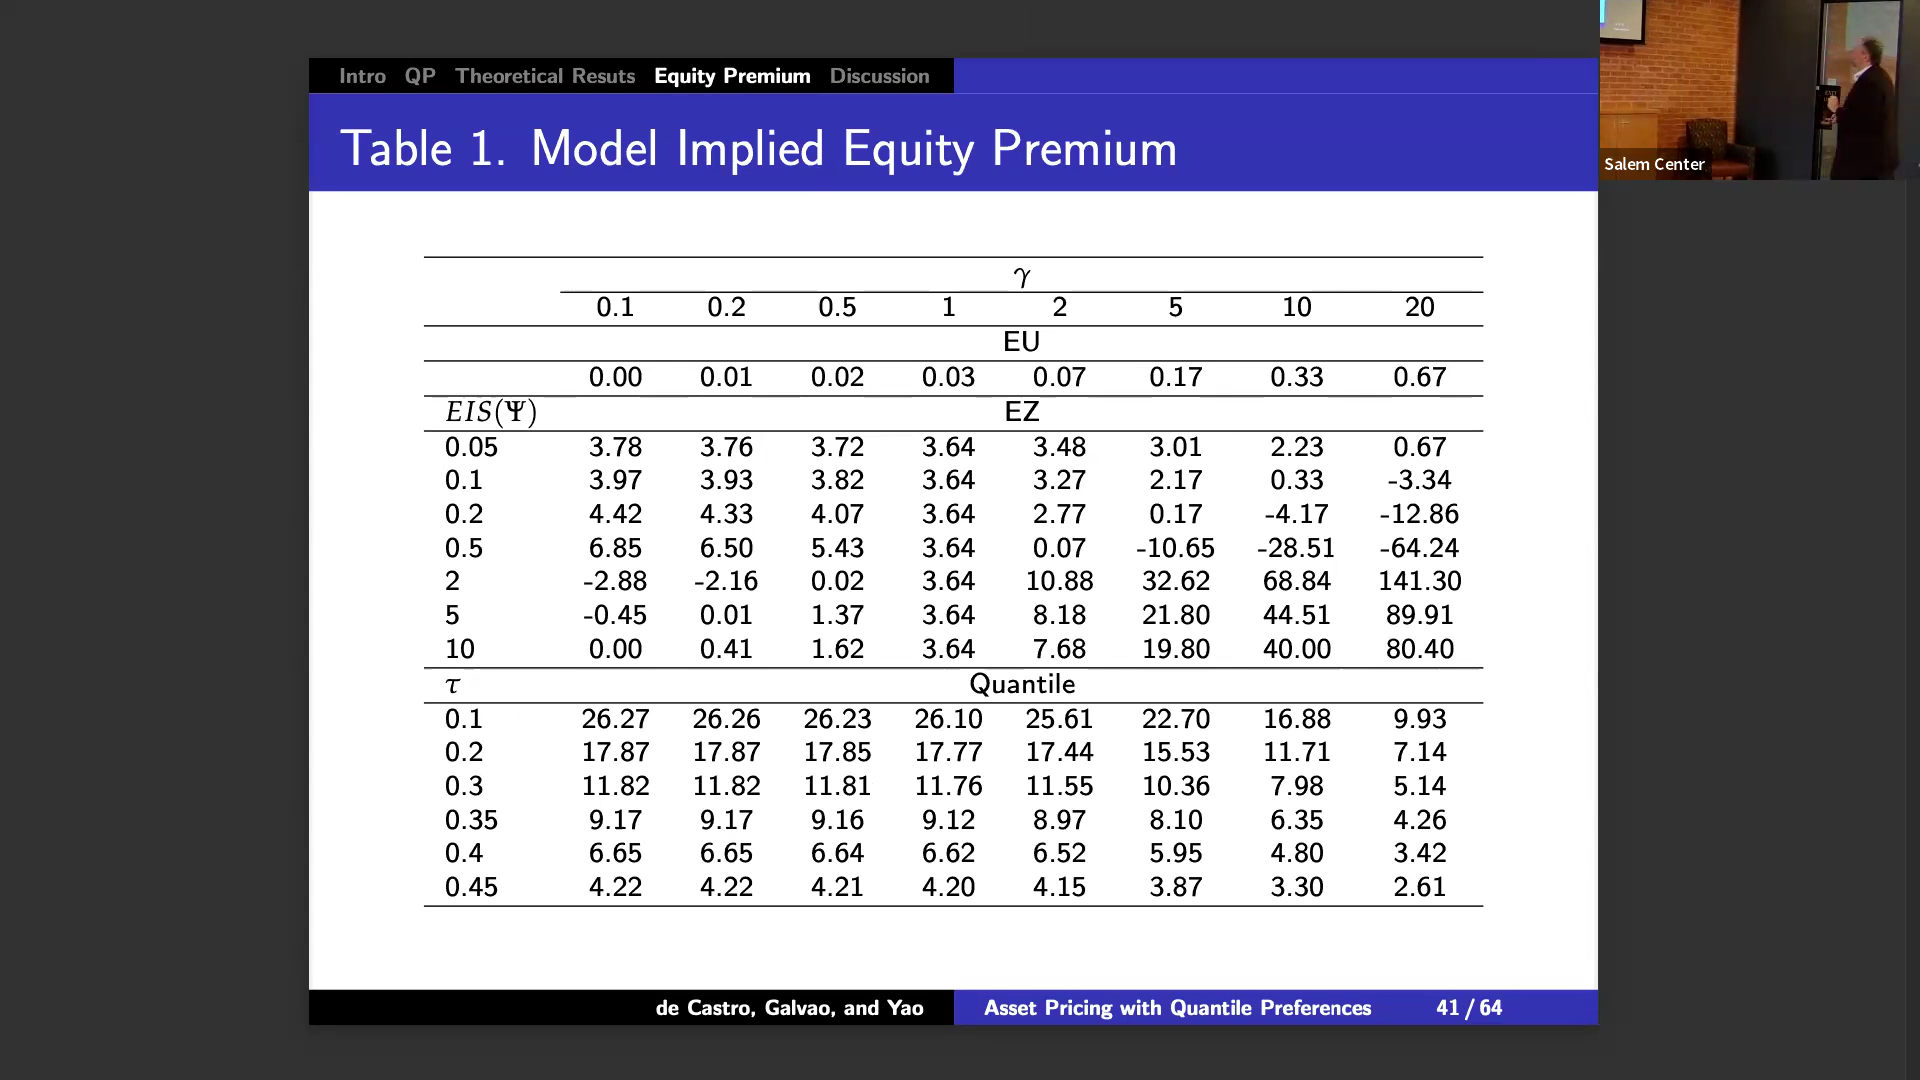 Intro QP Theoretical Resuts Equity Premium Discussion
Table 1. Model Implied Equity Premium
Salem Center
γ
0.1 0.2 0.5 1 2 5 10 20
EU
0.00 0.01 0.02 0.03 0.07 0.17 0.33 0.67
EIS(Ψ) EZ
0.05 3.78 3.76 3.72 3.64 3.48 3.01 2.23 0.67
0.1 3.97 3.93 3.82 3.64 3.27 2.17 0.33 -3.34
0.2 4.42 4.33 4.07 3.64 2.77 0.17 -4.17 -12.86
0.5 6.85 6.50 5.43 3.64 0.07 -10.65 -28.51 -64.24
2 -2.88 -2.16 0.02 3.64 10.88 32.62 68.84 141.30
5 -0.45 0.01 1.37 3.64 8.18 21.80 44.51 89.91
10 0.00 0.41 1.62 3.64 7.68 19.80 40.00 80.40
τ Quantile
0.1 26.27 26.26 26.23 26.10 25.61 22.70 16.88 9.93
0.2 17.87 17.87 17.85 17.77 17.44 15.53 11.71 7.14
0.3 11.82 11.82 11.81 11.76 11.55 10.36 7.98 5.14
0.35 9.17 9.17 9.16 9.12 8.97 8.10 6.35 4.26
0.4 6.65 6.65 6.64 6.62 6.52 5.95 4.80 3.42
0.45 4.22 4.22 4.21 4.20 4.15 3.87 3.30 2.61
de Castro, Galvao, and Yao Asset Pricing with Quantile Preferences 41 / 64